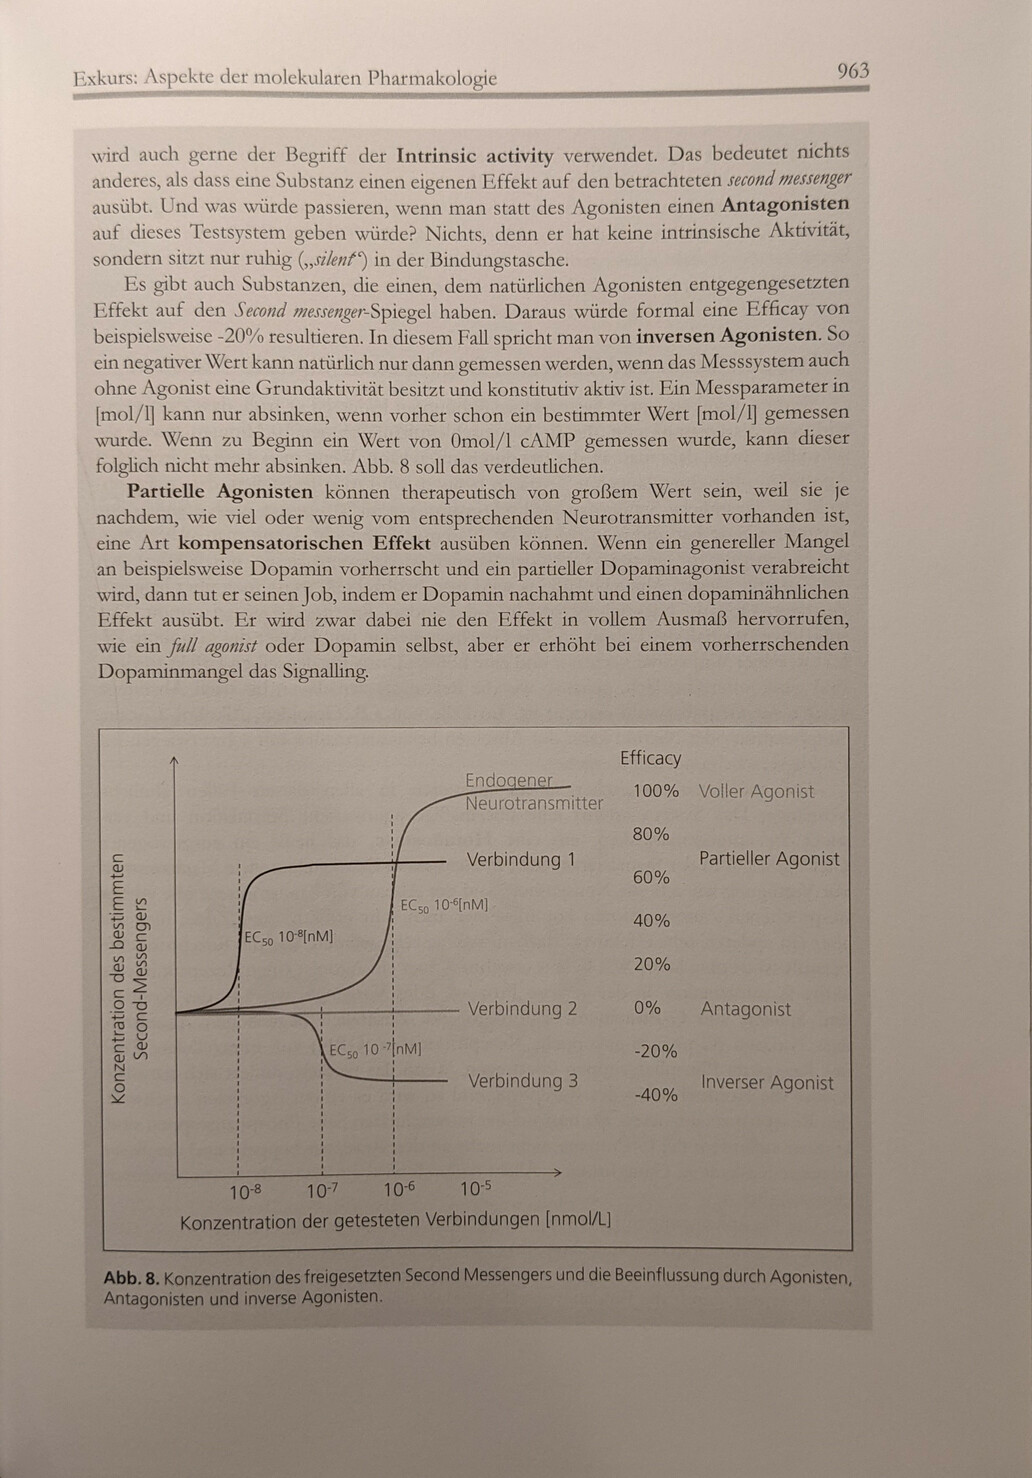 Exkurs: Aspekte der molekularen Pharmakologie
963
wird auch gerne der Begriff der Intrinsic activity verwendet. Das bedeutet nichts
anderes, als dass eine Substanz einen eigenen Effekt auf den betrachteten second messenger
ausübt. Und was würde passieren, wenn man statt des Agonisten einen Antagonisten
auf dieses Testsystem geben würde? Nichts, denn er hat keine intrinsische Aktivität,
sondern sitzt nur ruhig („silent“) in der Bindungstasche.
Es gibt auch Substanzen, die einen, dem natürlichen Agonisten entgegengesetzten
Effekt auf den Second messenger-Spiegel haben. Daraus würde formal eine Efficay von
beispielsweise -20% resultieren. In diesem Fall spricht man von inversen Agonisten. So
ein negativer Wert kann natürlich nur dann gemessen werden, wenn das Messsystem auch
ohne Agonist eine Grundaktivität besitzt und konstitutiv aktiv ist. Ein Messparameter in
[mol/l] kann nur absinken, wenn vorher schon ein bestimmter Wert [mol/l] gemessen
wurde. Wenn zu Beginn ein Wert von 0mol/l cAMP gemessen wurde, kann dieser
folglich nicht mehr absinken. Abb. 8 soll das verdeutlichen.
Partielle Agonisten können therapeutisch von großem Wert sein, weil sie je
nachdem, wie viel oder wenig vom entsprechenden Neurotransmitter vorhanden ist,
eine Art kompensatorischen Effekt ausüben können. Wenn ein genereller Mangel
an beispielsweise Dopamin vorherrscht und ein partieller Dopaminagonist verabreicht
wird, dann tut er seinen Job, indem er Dopamin nachahmt und einen dopaminähnlichen
Effekt ausübt. Er wird zwar dabei nie den Effekt in vollem Ausmaß hervorrufen,
wie ein full agonist oder Dopamin selbst, aber er erhöht bei einem vorherrschenden
Dopaminmangel das Signalling.
Konzentration des bestimmten
Second-Messengers
Endogener
Neurotransmitter
Verbindung 1
EC₅₀ 10⁻⁶[nM]
EC₅₀ 10⁻⁸[nM]
Verbindung 2
EC₅₀ 10 ⁻⁷[nM]
Verbindung 3
Efficacy
100% Voller Agonist
80%
Partieller Agonist
60%
40%
20%
0% Antagonist
-20%
Inverser Agonist
-40%
10⁻⁸ 10⁻⁷ 10⁻⁶ 10⁻⁵
Konzentration der getesteten Verbindungen [nmol/L]
Abb. 8. Konzentration des freigesetzten Second Messengers und die Beeinflussung durch Agonisten,
Antagonisten und inverse Agonisten.